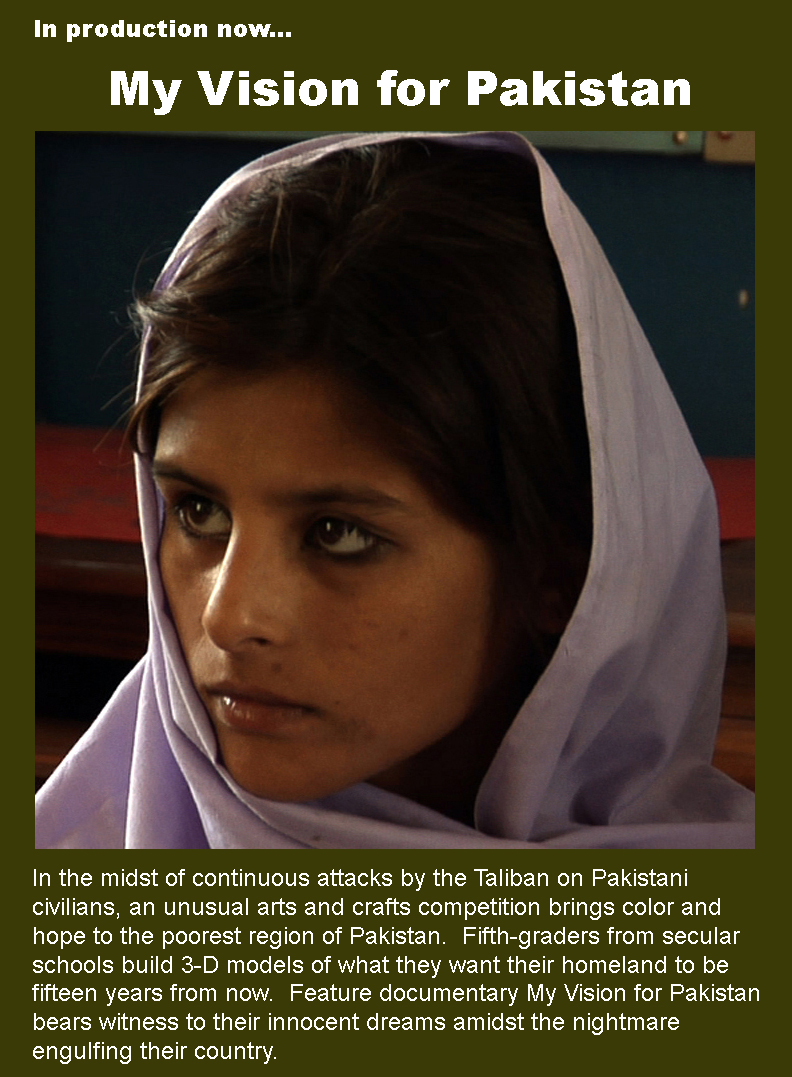 In production now...
My Vision for Pakistan
In the midst of continuous attacks by the Taliban on Pakistani
civilians, an unusual arts and crafts competition brings color and
hope to the poorest region of Pakistan.  Fifth-graders from secular
schools build 3-D models of what they want their homeland to be
fifteen years from now.  Feature documentary My Vision for Pakistan
bears witness to their innocent dreams amidst the nightmare
engulfing their country.